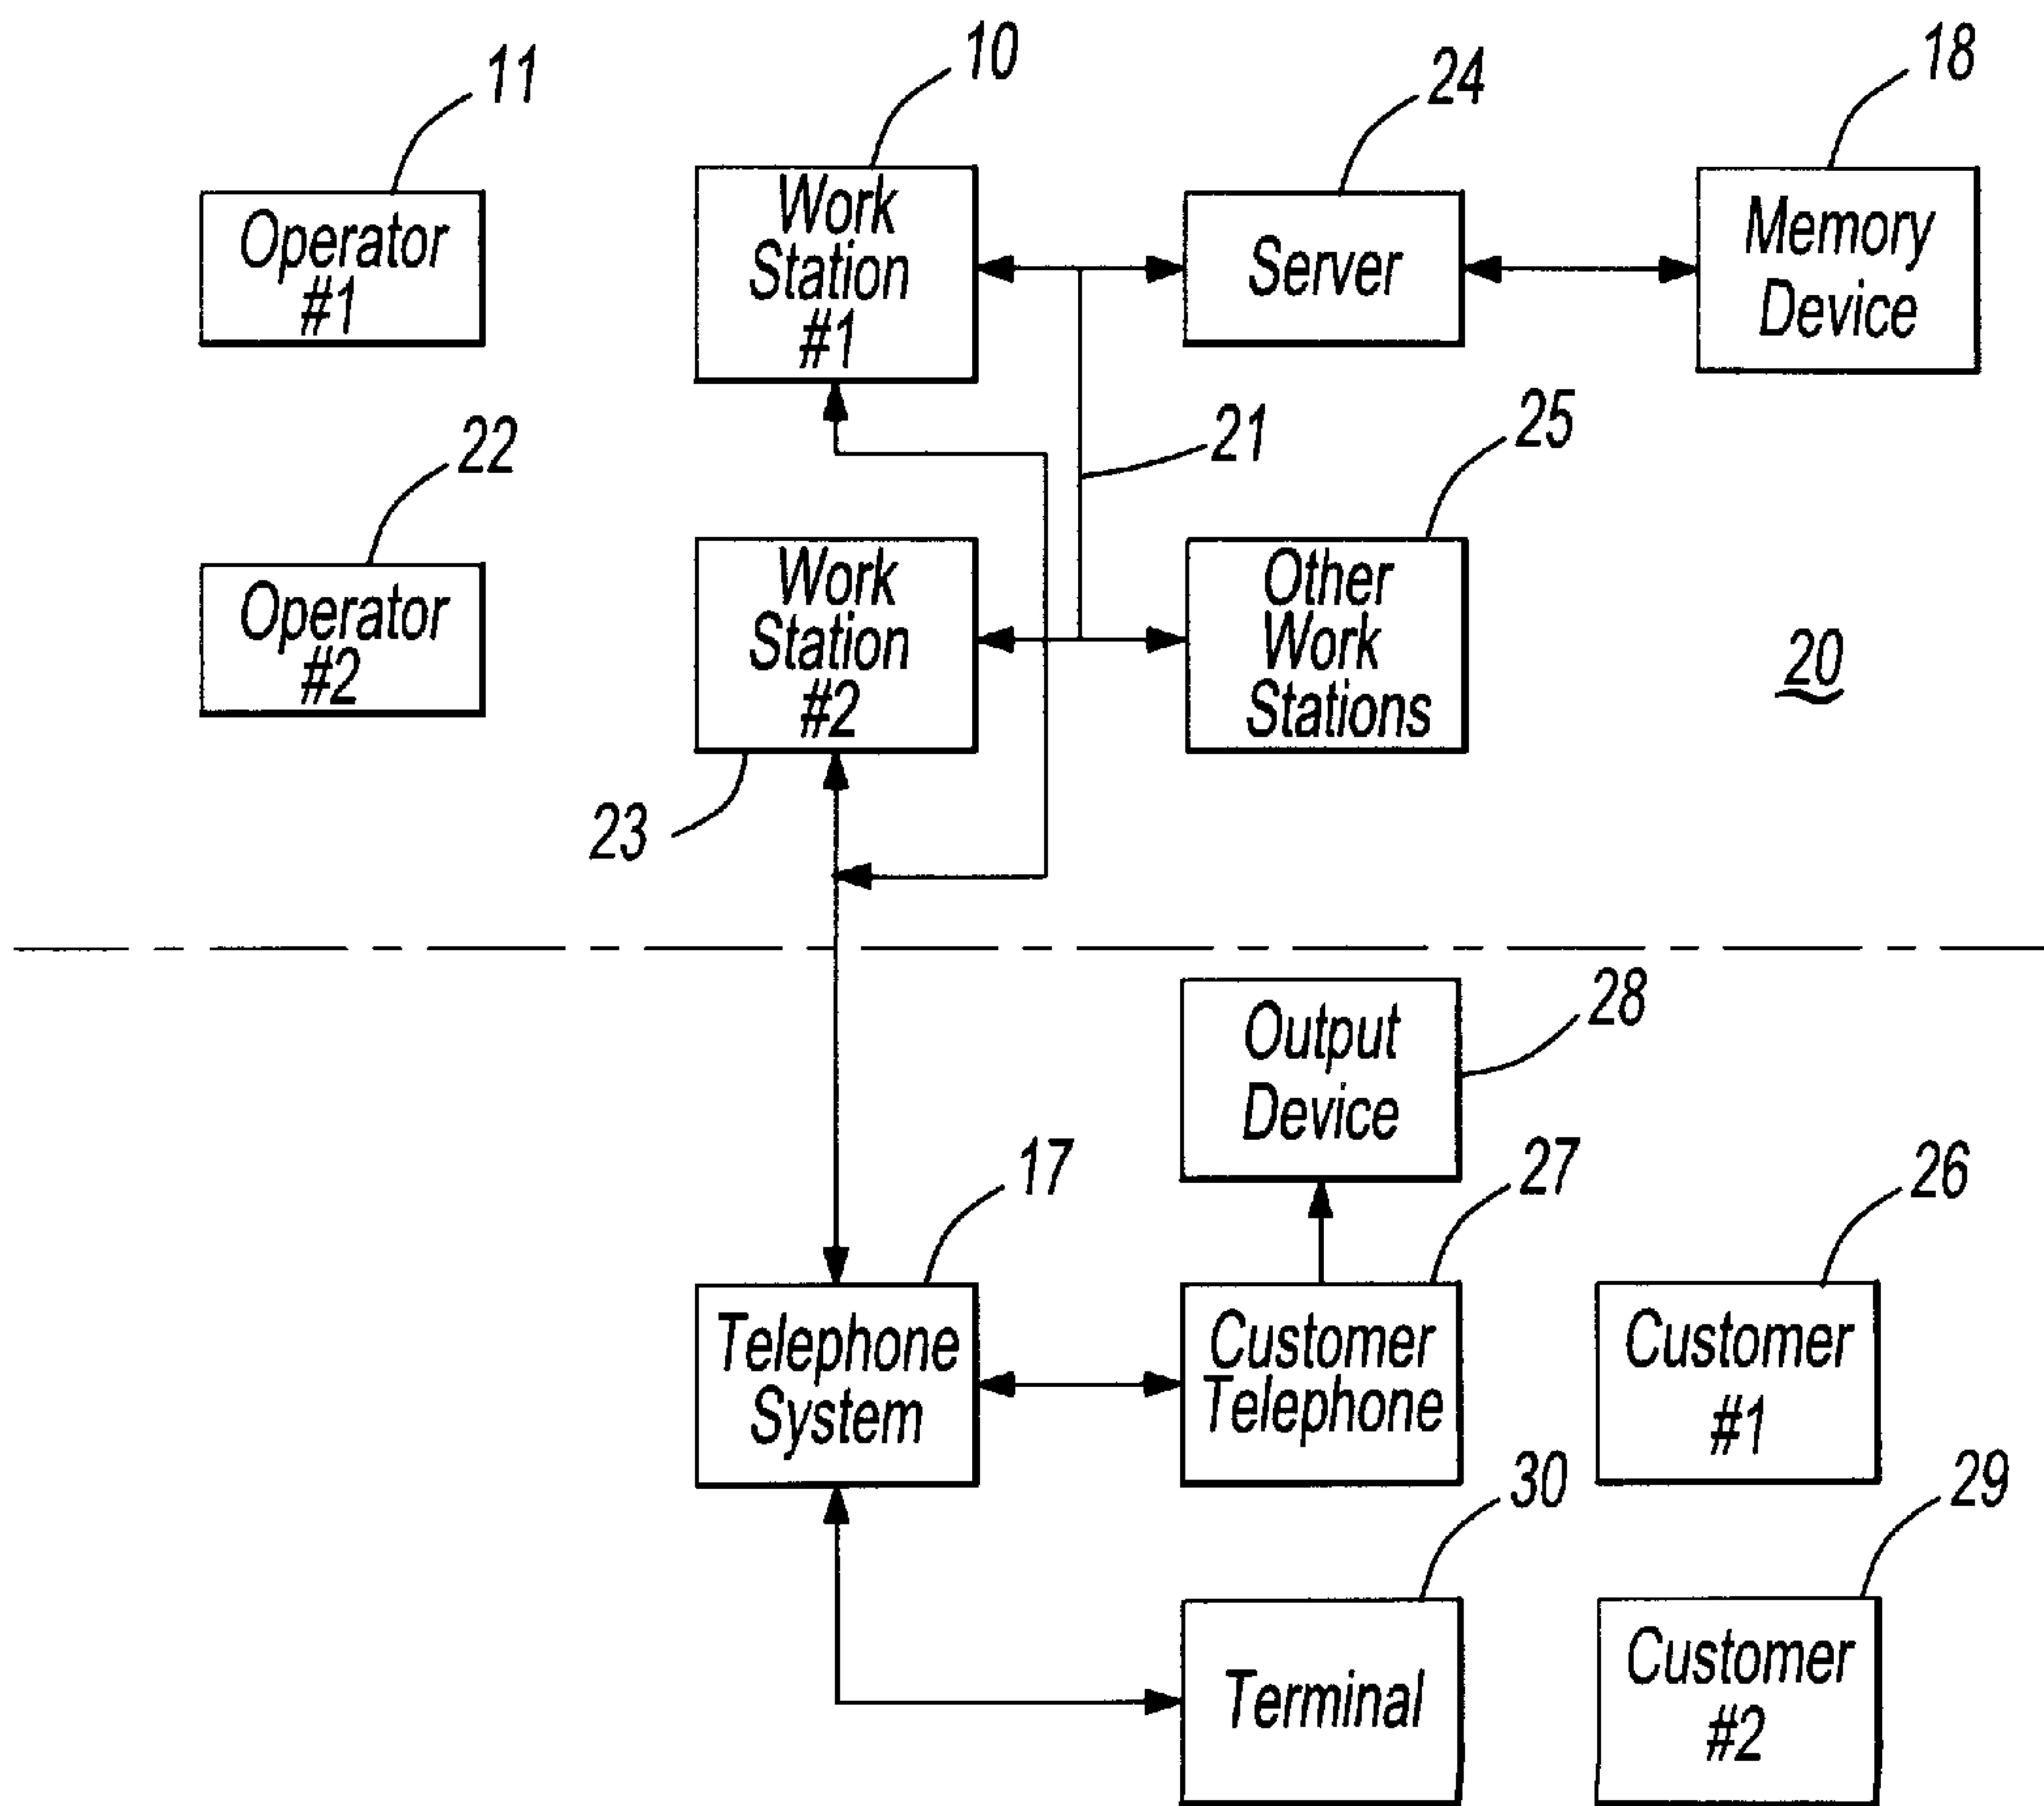 11
10
24
18
Operator
#1
Work
Station
#1
Server
Memory
Device
22
21
25
Operator
#2
Work
Station
#2
Other
Work
Stations
20
23
28
Output
Device
17
27
26
Telephone
System
Customer
Telephone
Customer
#1
30
29
Terminal
Customer
#2